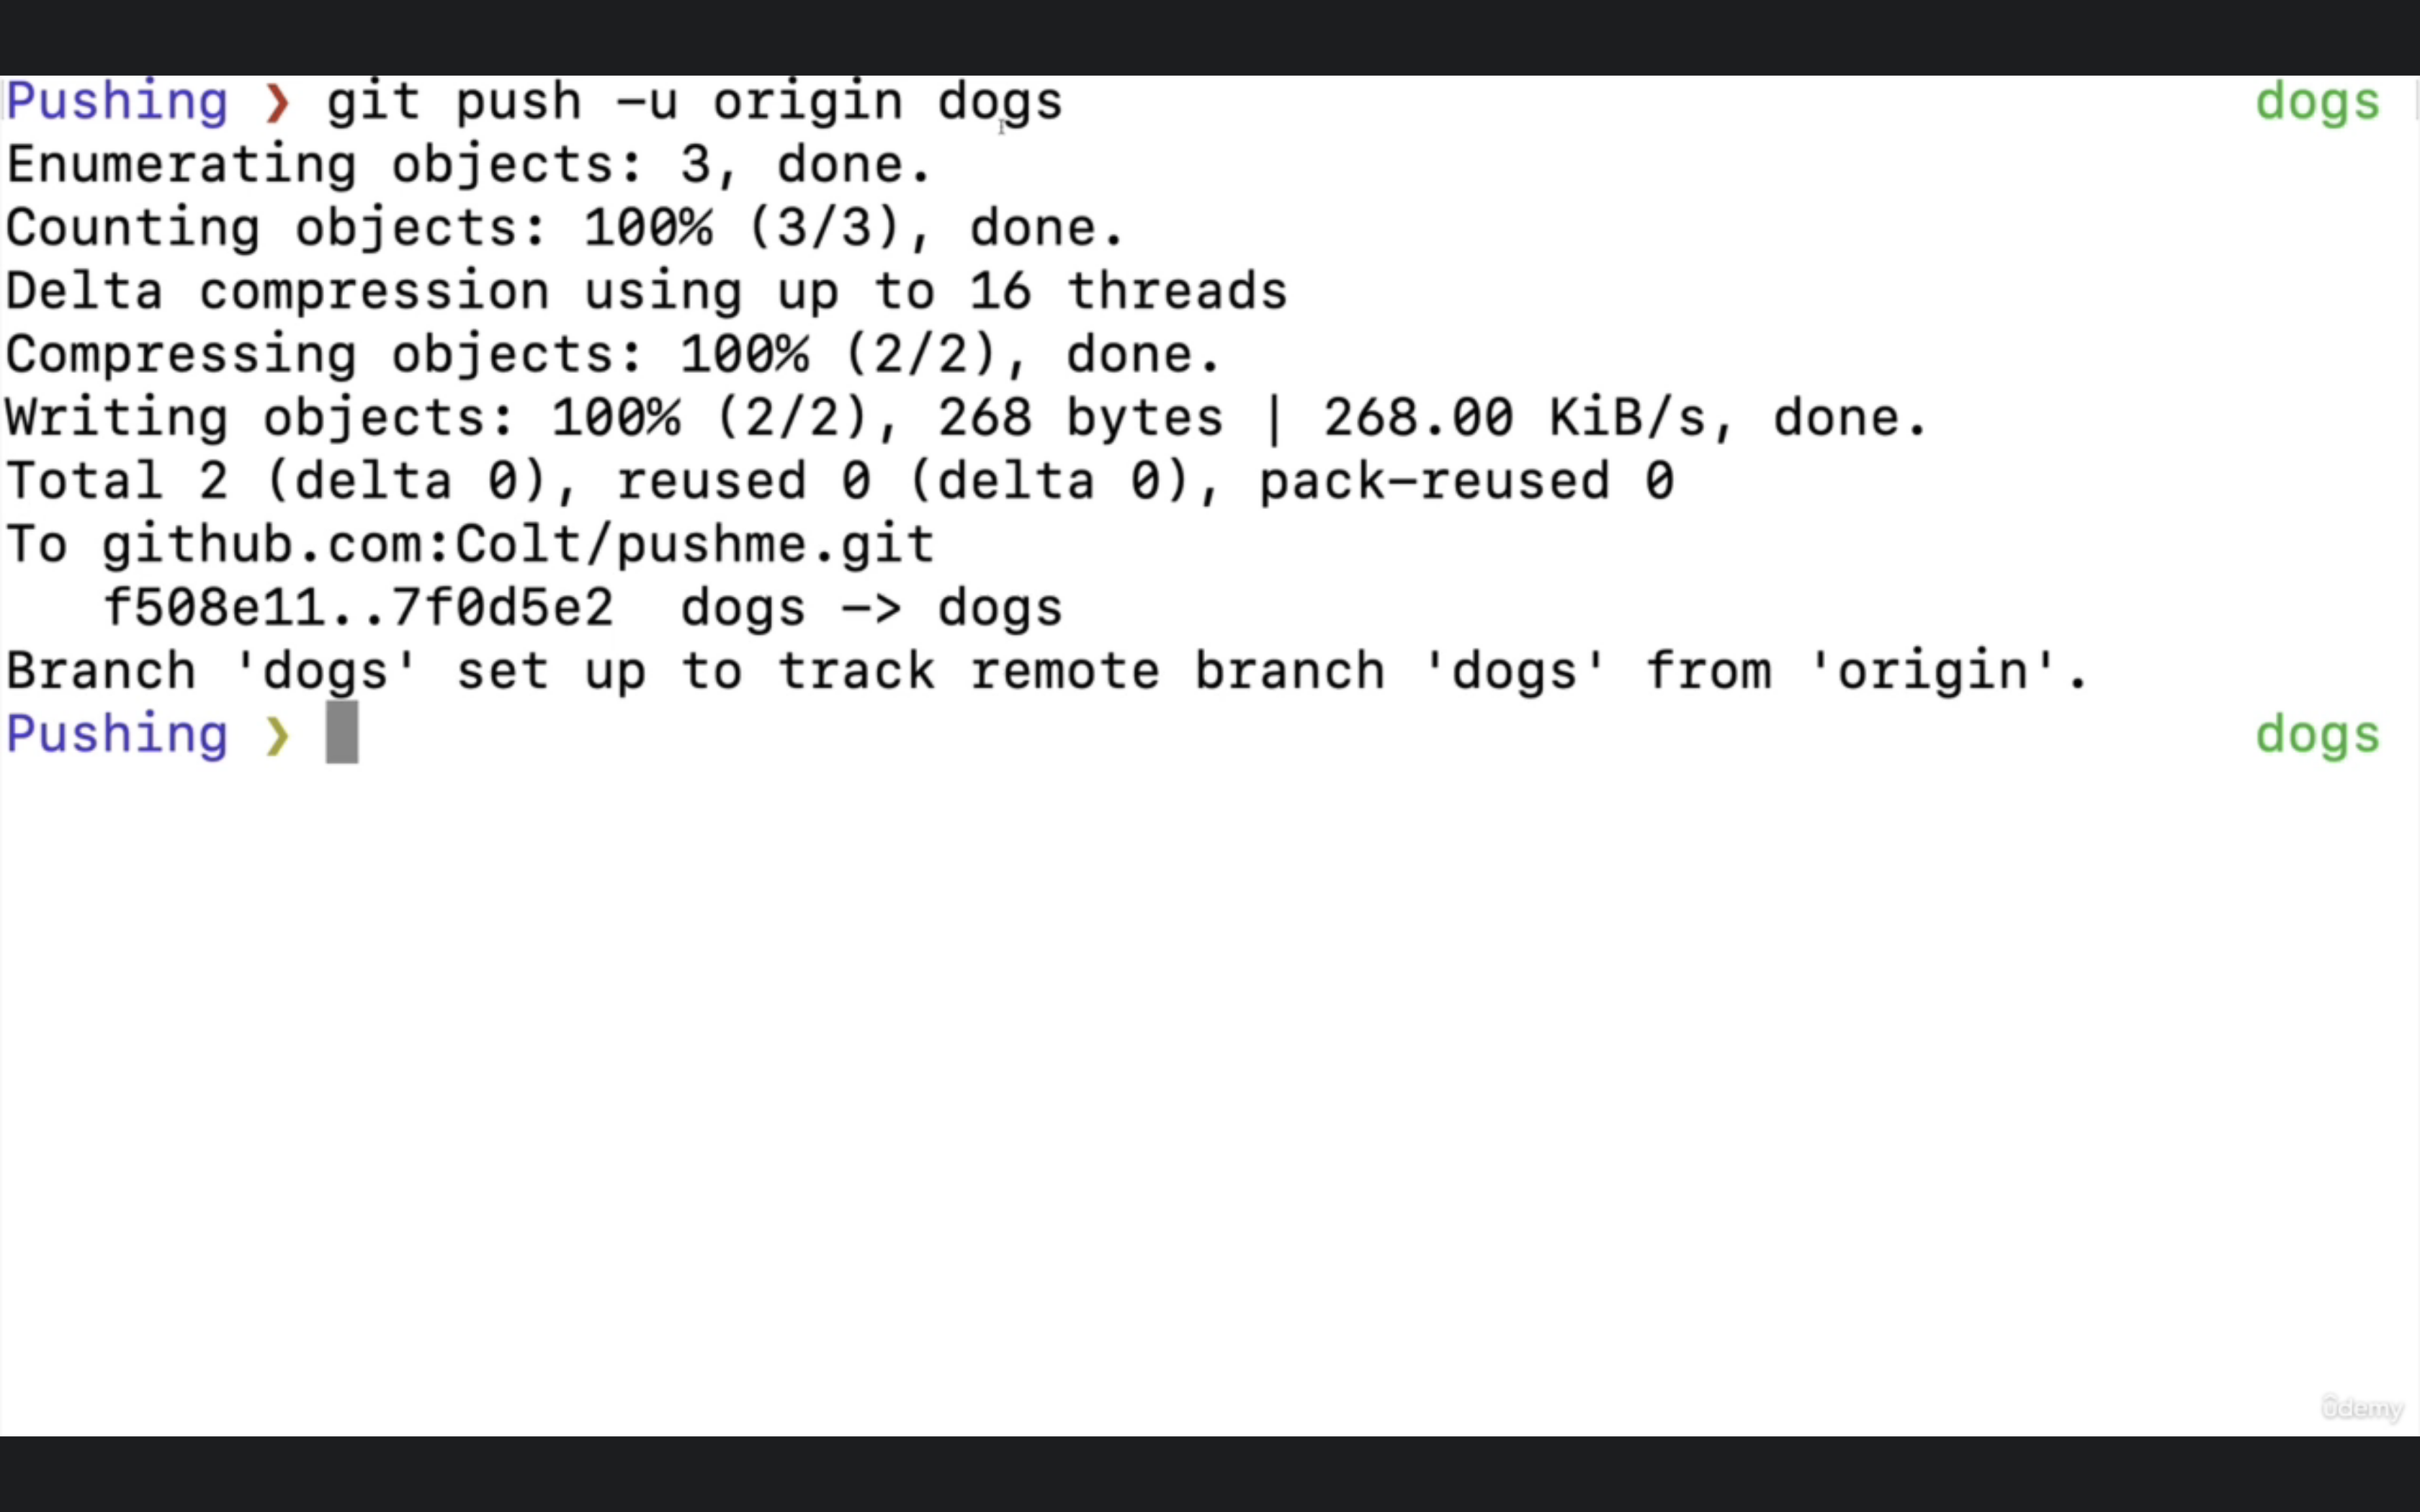 Pushing ❯ git push -u origin dogs dogs
Enumerating objects: 3, done.
Counting objects: 100% (3/3), done.
Delta compression using up to 16 threads
Compressing objects: 100% (2/2), done.
Writing objects: 100% (2/2), 268 bytes | 268.00 KiB/s, done.
Total 2 (delta 0), reused 0 (delta 0), pack-reused 0
To github.com:Colt/pushme.git
   f508e11..7f0d5e2  dogs -> dogs
Branch 'dogs' set up to track remote branch 'dogs' from 'origin'.
Pushing ❯ dogs
ûdemy